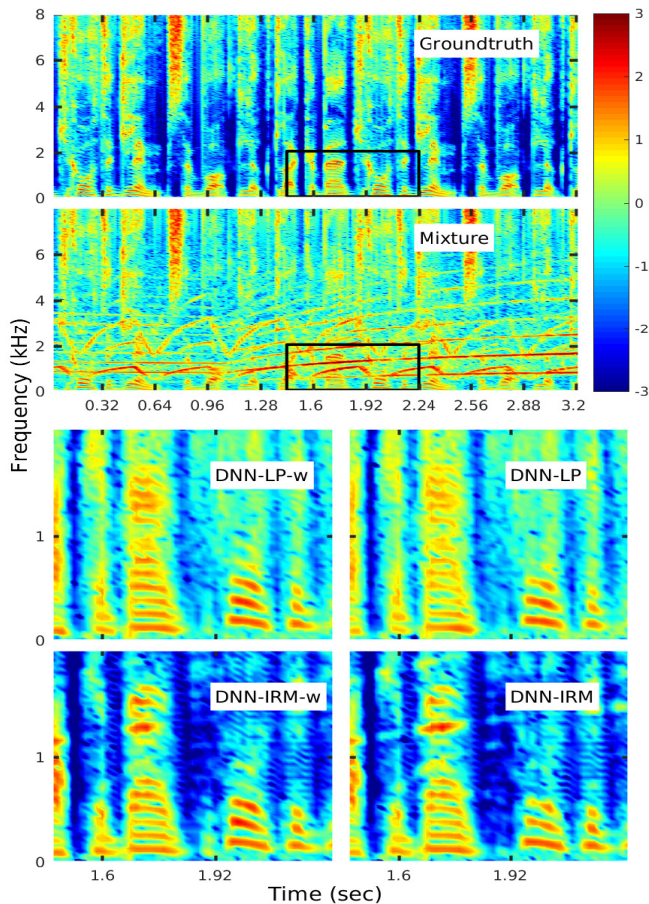 8
Groundtruth
6
4
2
0
3
2
1
0
-1
-2
-3
Mixture
6
4
2
0
0.32 0.64 0.96 1.28 1.6 1.92 2.24 2.56 2.88 3.2
Frequency (kHz)
DNN-LP-w
DNN-LP
1
0
DNN-IRM-w
DNN-IRM
1
0
1.6 1.92 1.6 1.92
Time (sec)